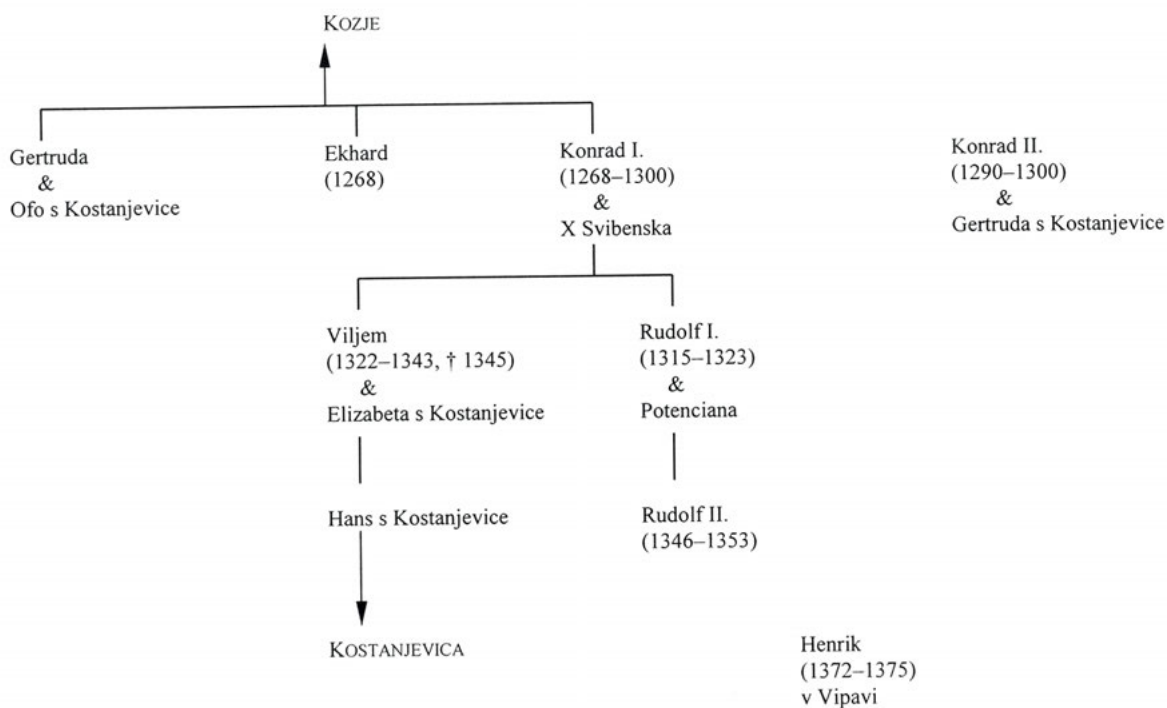 KOZJE
Gertruda
&
Ofo s Kostanjevice
Ekhard
(1268)
Konrad I.
(1268–1300)
&
X Svibenska
Konrad II.
(1290–1300)
&
Gertruda s Kostanjevice
Viljem
(1322–1343, † 1345)
&
Elizabeta s Kostanjevice
Rudolf I.
(1315–1323)
&
Potenciana
Hans s Kostanjevice
Rudolf II.
(1346–1353)
KOSTANJEVICA
Henrik
(1372–1375)
v Vipavi